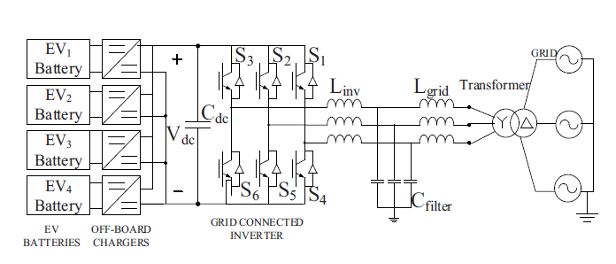 EV1
Battery
EV2
Battery
EV3
Battery
EV4
Battery
EV
BATTERIES
OFF-BOARD
CHARGERS
+
Vdc
−
Cdc
S3
S2
S1
S6
S5
S4
GRID CONNECTED
INVERTER
Linv
Lgrid
Cfilter
Transformer
Y
Δ
GRID